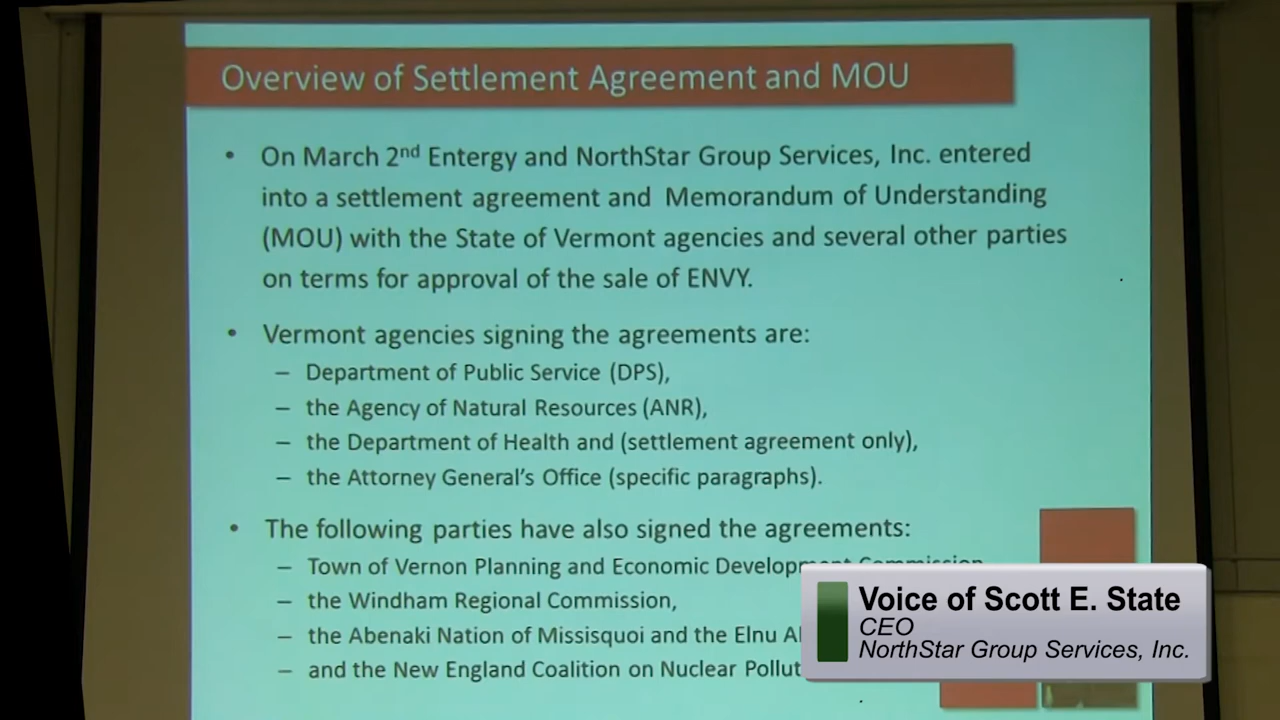 Overview of Settlement Agreement and MOU
• On March 2nd Entergy and NorthStar Group Services, Inc. entered
into a settlement agreement and Memorandum of Understanding
(MOU) with the State of Vermont agencies and several other parties
on terms for approval of the sale of ENVY.
• Vermont agencies signing the agreements are:
– Department of Public Service (DPS),
– the Agency of Natural Resources (ANR),
– the Department of Health and (settlement agreement only),
– the Attorney General's Office (specific paragraphs).
• The following parties have also signed the agreements:
– Town of Vernon Planning and Economic Development Commission
– the Windham Regional Commission,
– the Abenaki Nation of Missisquoi and the Elnu
– and the New England Coalition on Nuclear
Voice of Scott E. State
CEO
NorthStar Group Services, Inc.